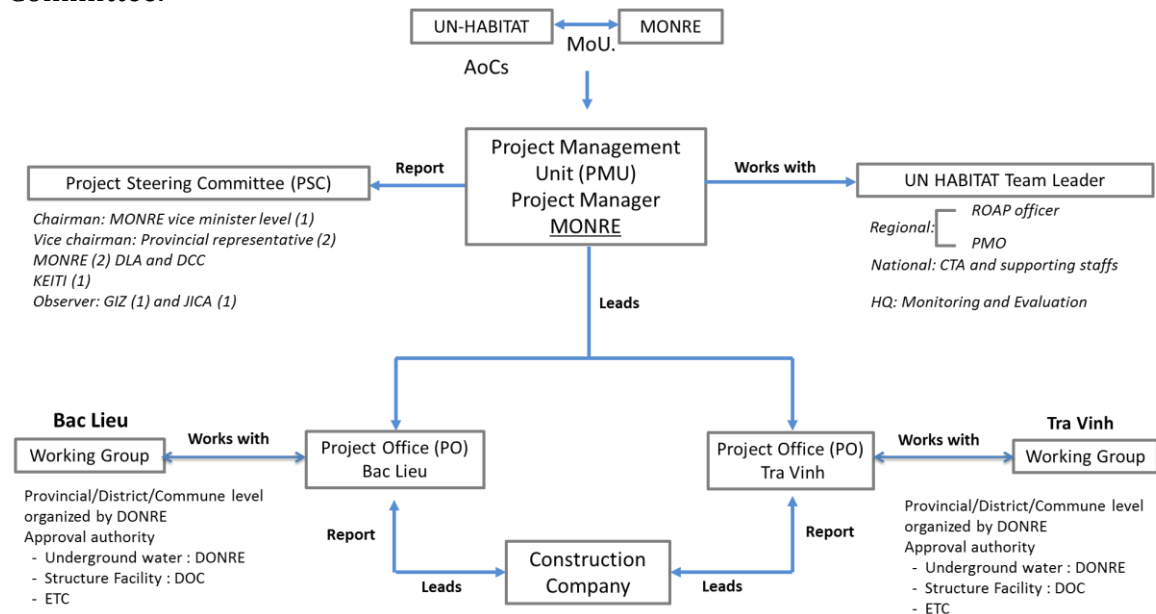 Committee.
UN-HABITAT
MONRE
MoU.
AoCs
Project Management
Unit (PMU)
Project Manager
MONRE
Report
Works with
Project Steering Committee (PSC)
Chairman: MONRE vice minister level (1)
Vice chairman: Provincial representative (2)
MONRE (2) DLA and DCC
KEITI (1)
Observer: GIZ (1) and JICA (1)
UN HABITAT Team Leader
ROAP officer
Regional:
PMO
National: CTA and supporting staffs
HQ: Monitoring and Evaluation
Leads
Bac Lieu
Working Group
Works with
Project Office (PO)
Bac Lieu
Provincial/District/Commune level
organized by DONRE
Approval authority
- Underground water : DONRE
- Structure Facility : DOC
- ETC
Project Office (PO)
Tra Vinh
Works with
Tra Vinh
Working Group
Provincial/District/Commune level
organized by DONRE
Approval authority
- Underground water : DONRE
- Structure Facility : DOC
- ETC
Report
Leads
Construction
Company
Report
Leads